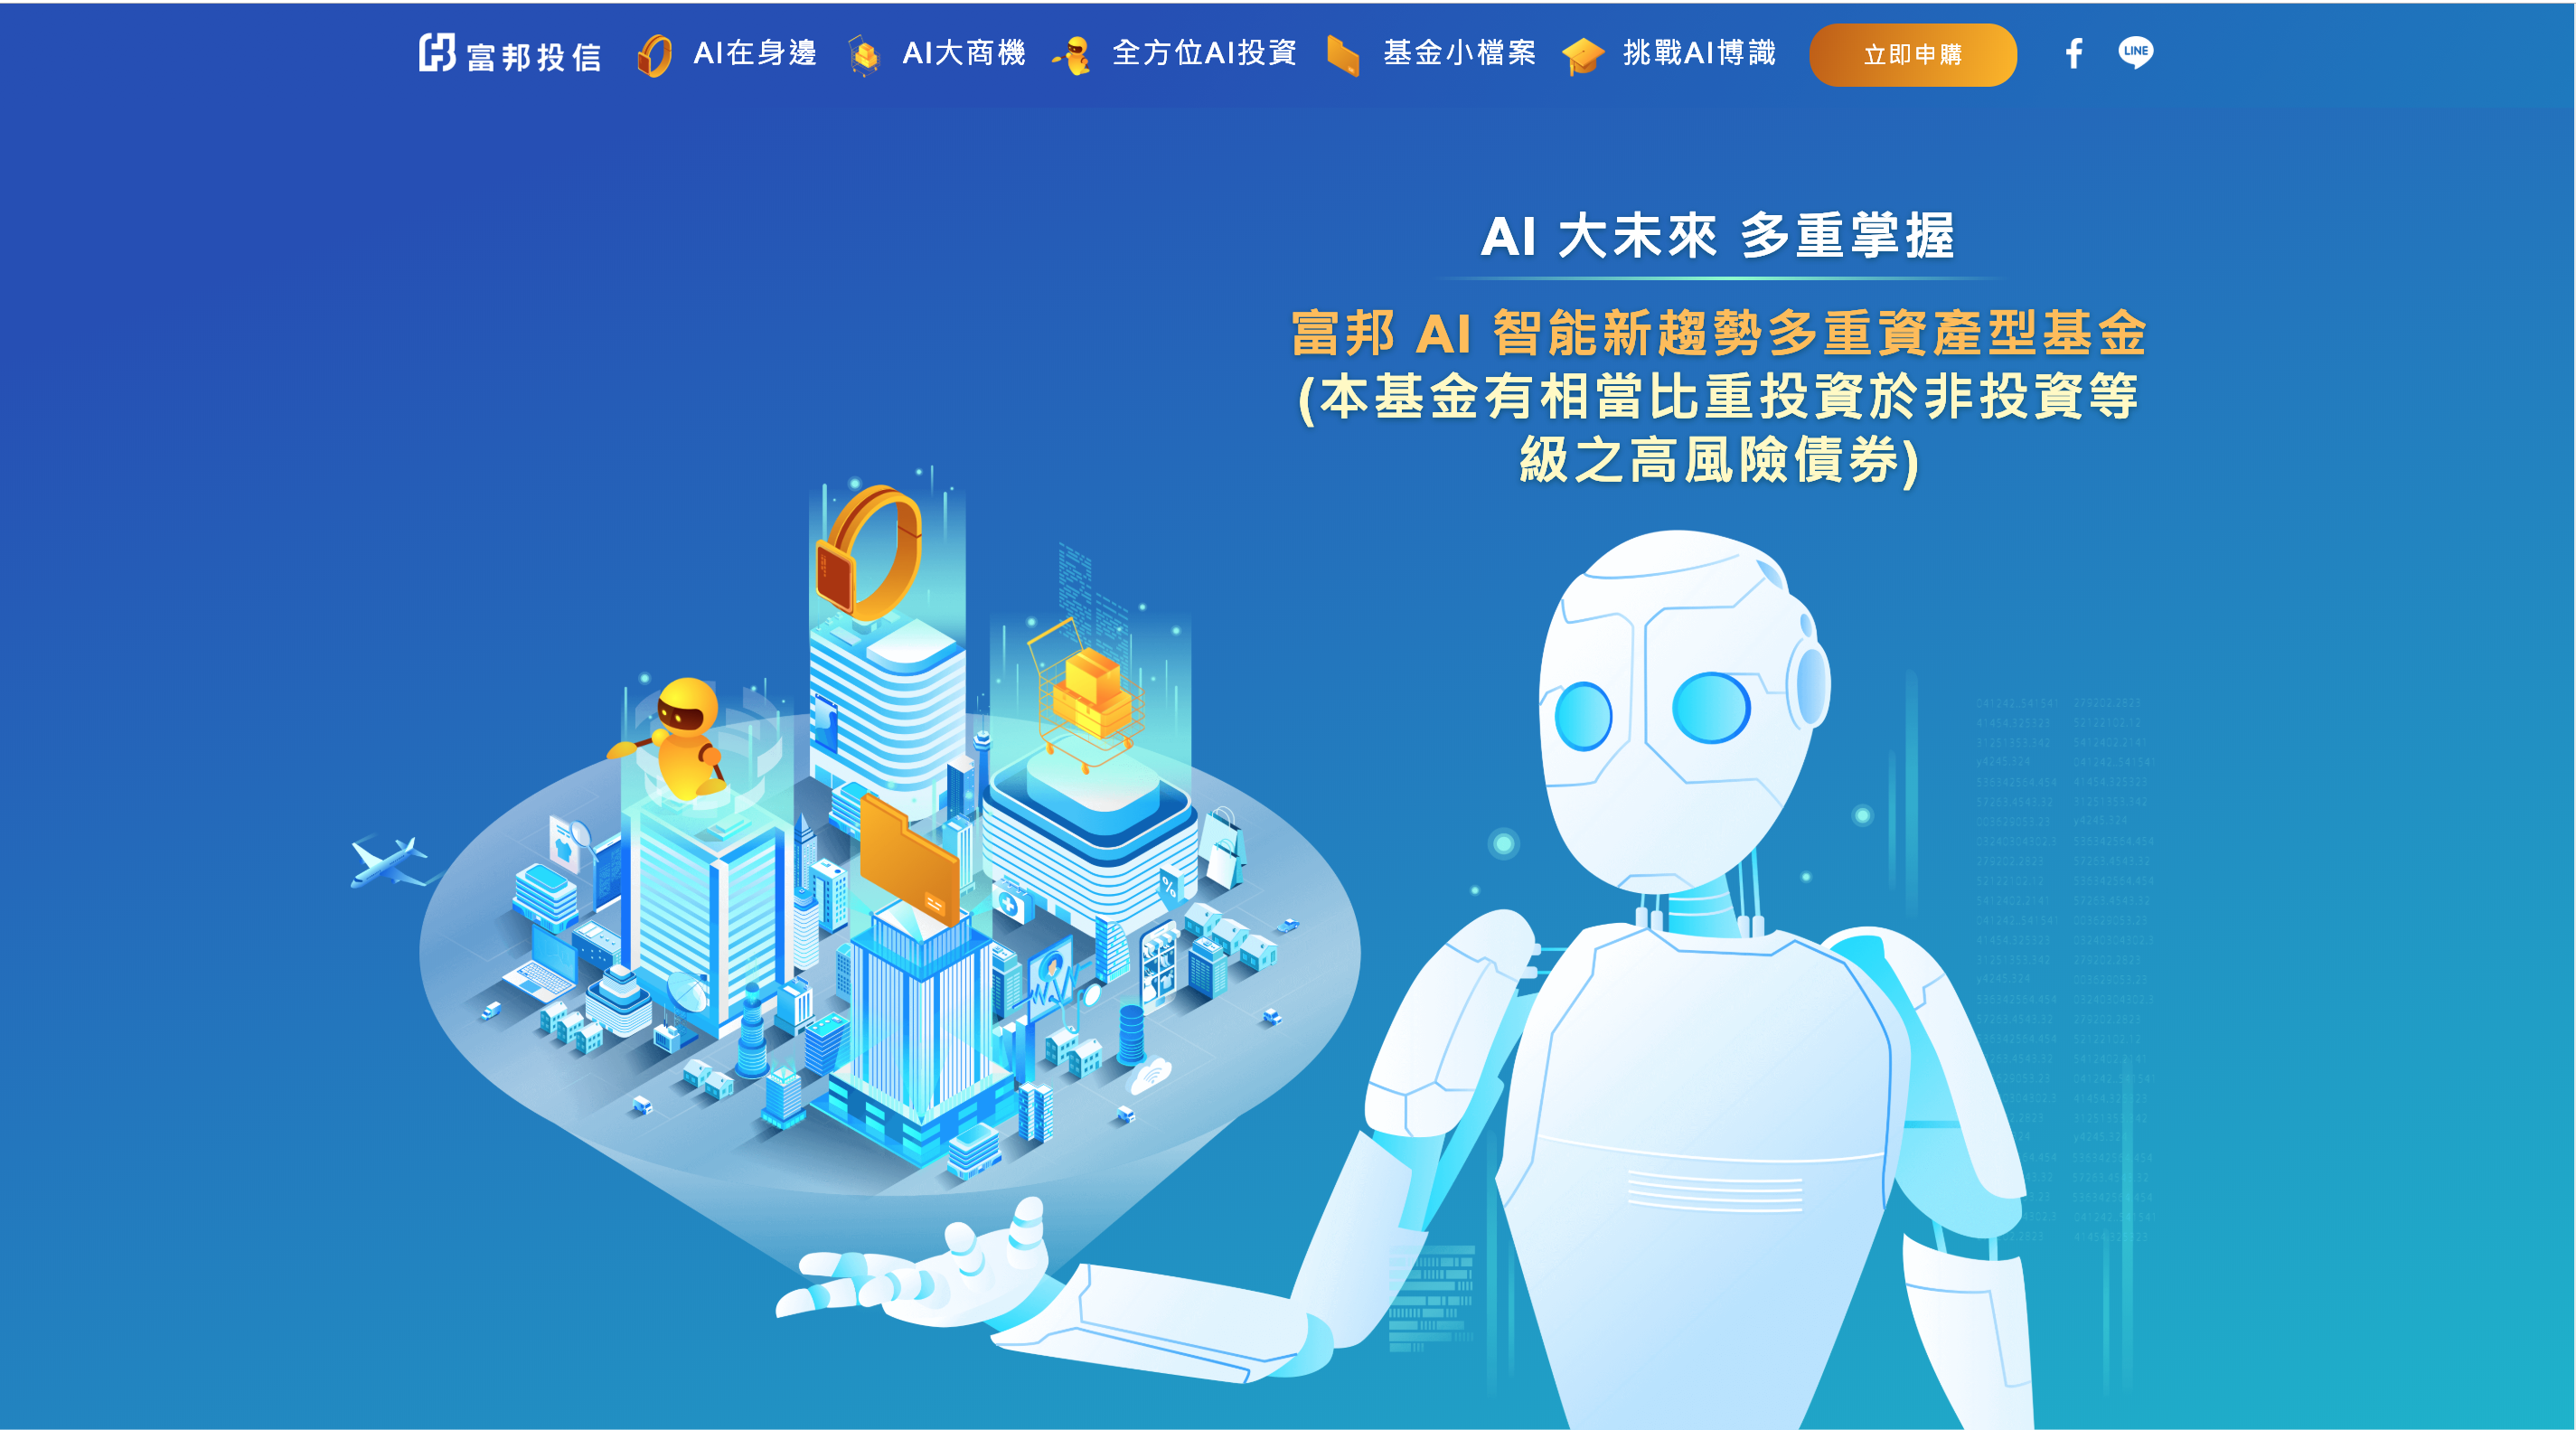 富邦投信
AI在身邊
AI大商機
全方位AI投資
基金小檔案
挑戰AI博識
立即申購
LINE
AI 大未來 多重掌握
富邦 AI 智能新趨勢多重資產型基金
(本基金有相當比重投資於非投資等
級之高風險債券)
%